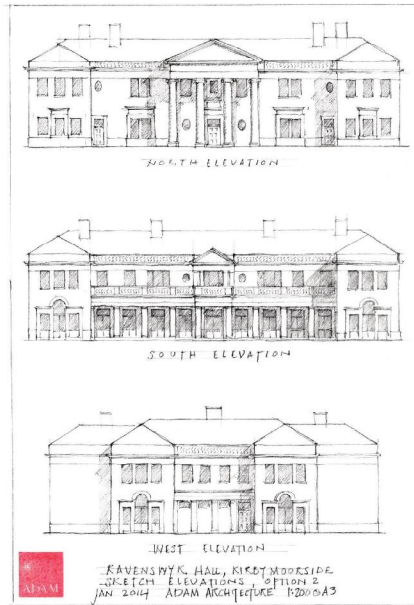 NORTH ELEVATION
SOUTH ELEVATION
WEST ELEVATION
RAVENSWYK HALL, KIRBYMOORSIDE
SKETCH ELEVATIONS, OPTION 2
JAN 2014 ADAM ARCHITECTURE 1:200@A3
ADAM